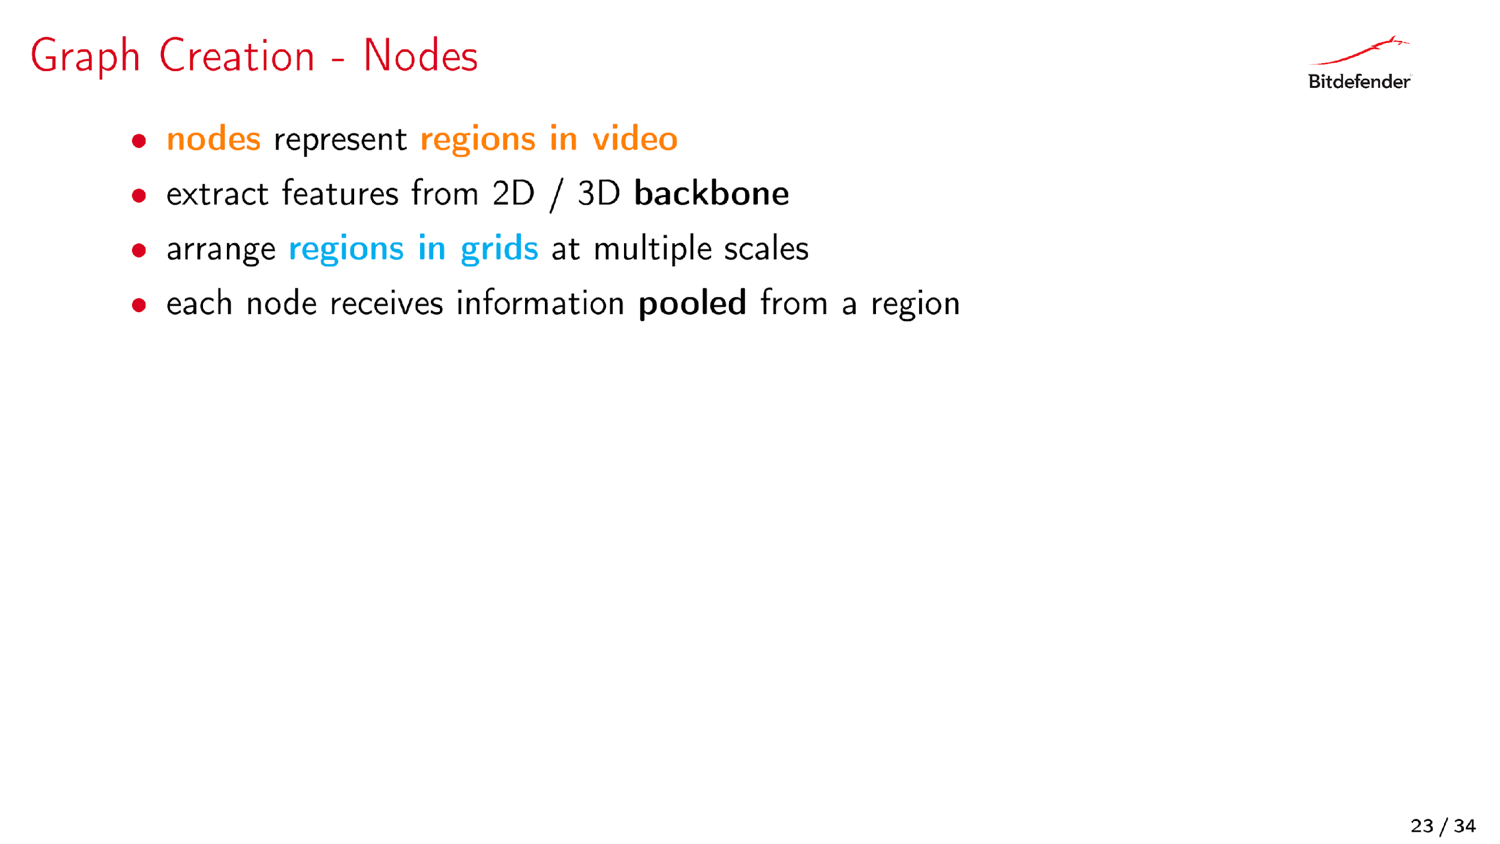 Graph Creation - Nodes
Bitdefender
• nodes represent regions in video
• extract features from 2D / 3D backbone
• arrange regions in grids at multiple scales
• each node receives information pooled from a region
23 / 34